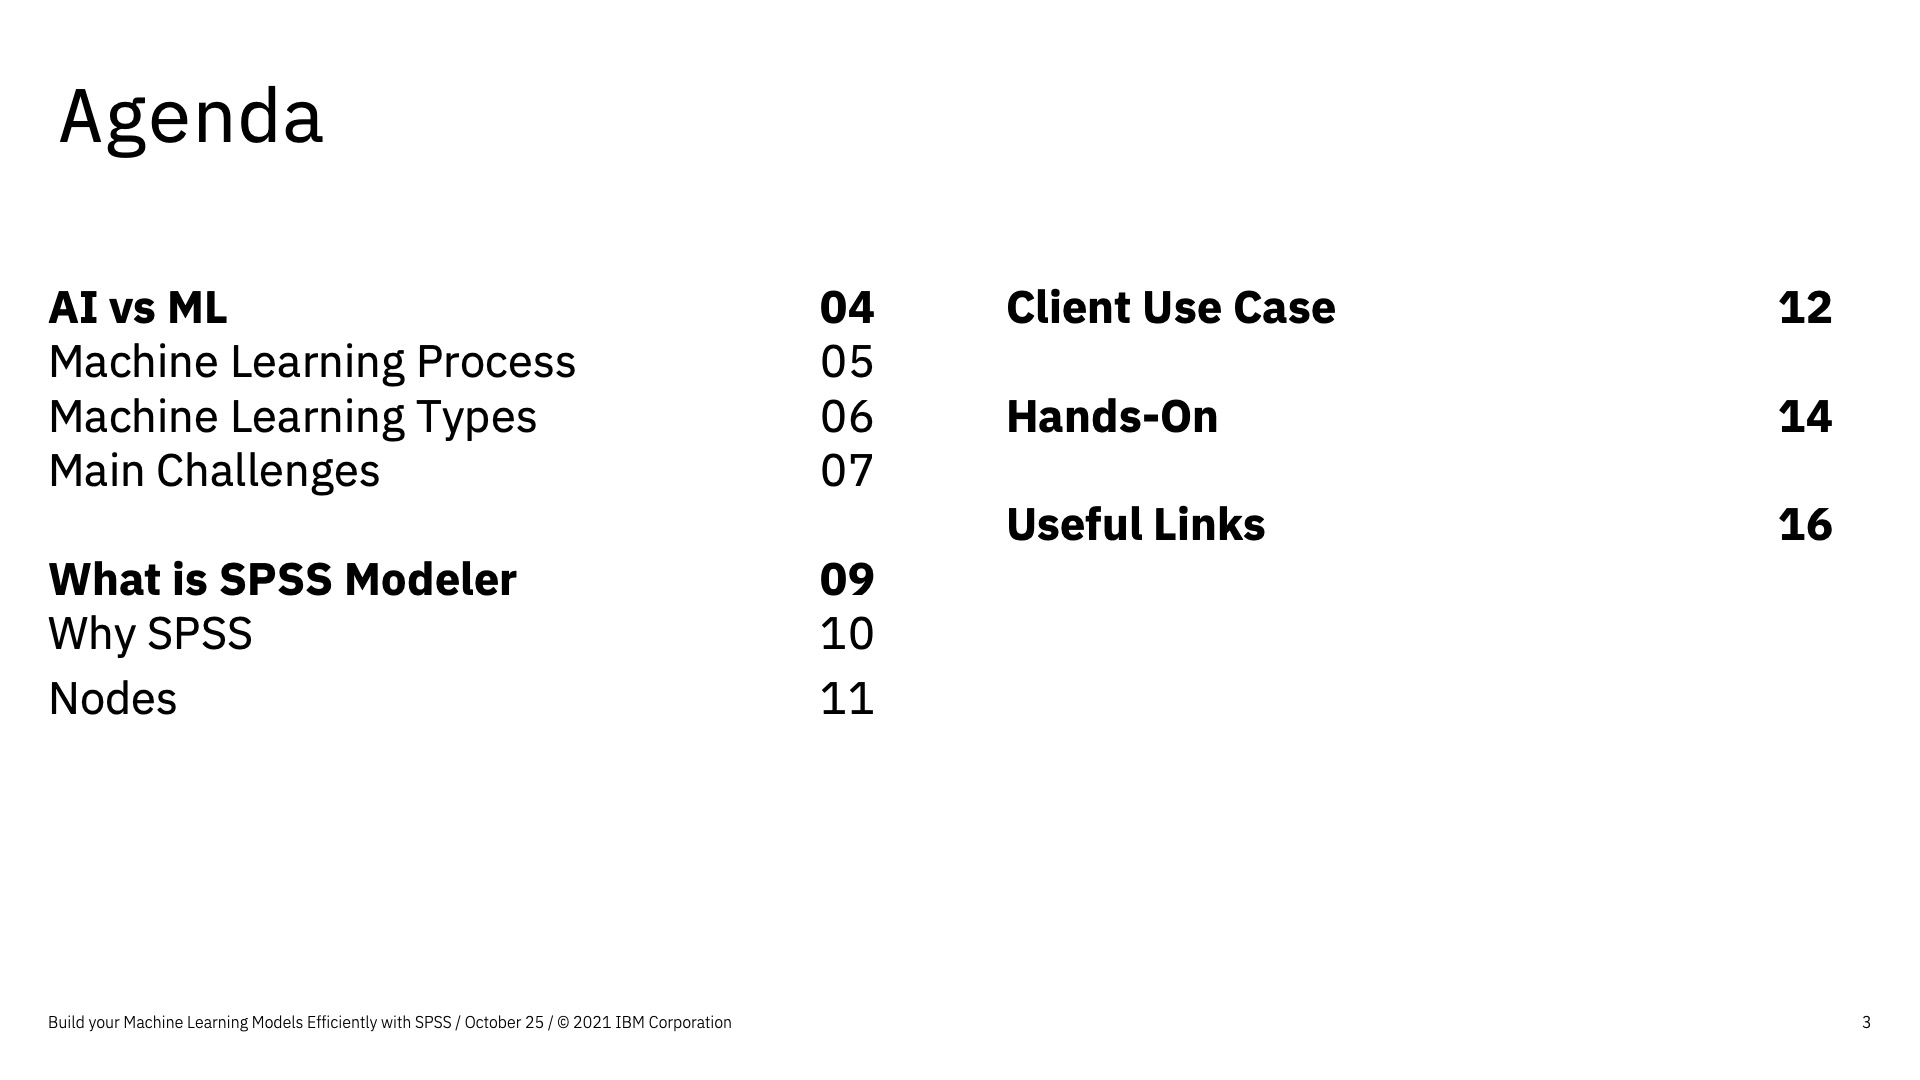 Agenda
AI vs ML 04
Machine Learning Process 05
Machine Learning Types 06
Main Challenges 07
What is SPSS Modeler 09
Why SPSS 10
Nodes 11
Client Use Case 12
Hands-On 14
Useful Links 16
Build your Machine Learning Models Efficiently with SPSS / October 25 / © 2021 IBM Corporation
3